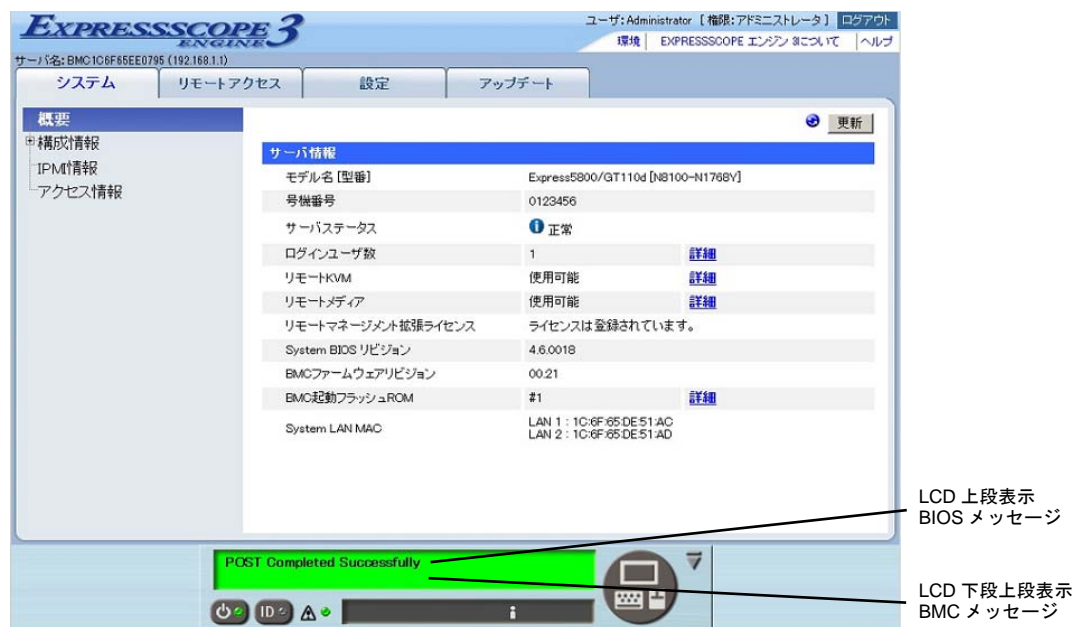 EXPRESSSCOPE 3
ENGINE
ユーザ: Administrator [ 権限: アドミニストレータ ] ログアウト
環境 EXPRESSSCOPE エンジン 3について ヘルプ
サーバ名: BMC1C6F65EE0795 (192.168.1.1)
システム リモートアクセス 設定 アップデート
概要
構成情報
IPMI情報
アクセス情報
更新
サーバ情報
モデル名 [型番] Express5800/GT110d [N8100-N1768Y]
号機番号 0123456
サーバステータス 正常
ログインユーザ数 1 詳細
リモートKVM 使用可能 詳細
リモートメディア 使用可能 詳細
リモートマネージメント拡張ライセンス ライセンスは登録されています。
System BIOS リビジョン 4.6.0018
BMCファームウェアリビジョン 00.21
BMC起動フラッシュROM #1 詳細
System LAN MAC LAN 1 : 1C:6F:65:DE:51:AC
LAN 2 : 1C:6F:65:DE:51:AD
LCD 上段表示
BIOS メッセージ
POST Completed Successfully
LCD 下段上段表示
BMC メッセージ
ID